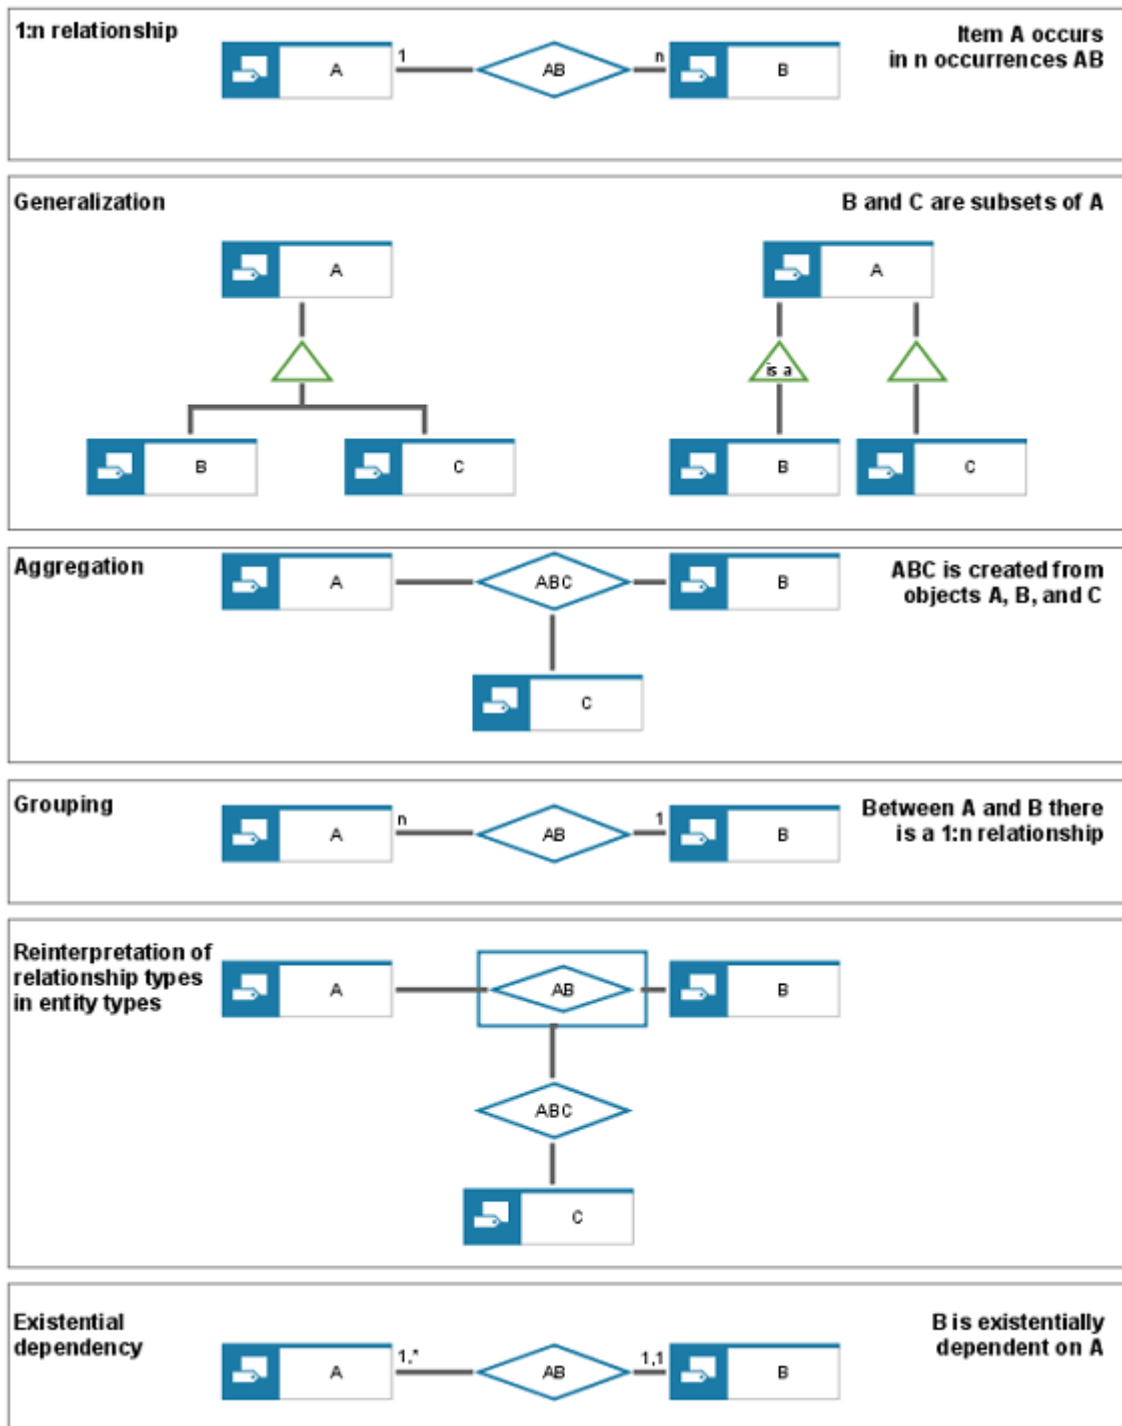 1:n relationship
A
1
AB
n
B
Item A occurs
in n occurrences AB
Generalization
B and C are subsets of A
A
A
is a
B
C
B
C
Aggregation
A
ABC
B
ABC is created from
objects A, B, and C
C
Grouping
A
n
AB
1
B
Between A and B there
is a 1:n relationship
Reinterpretation of
relationship types
in entity types
A
AB
B
ABC
C
Existential
dependency
A
1,*
AB
1,1
B
B is existentially
dependent on A